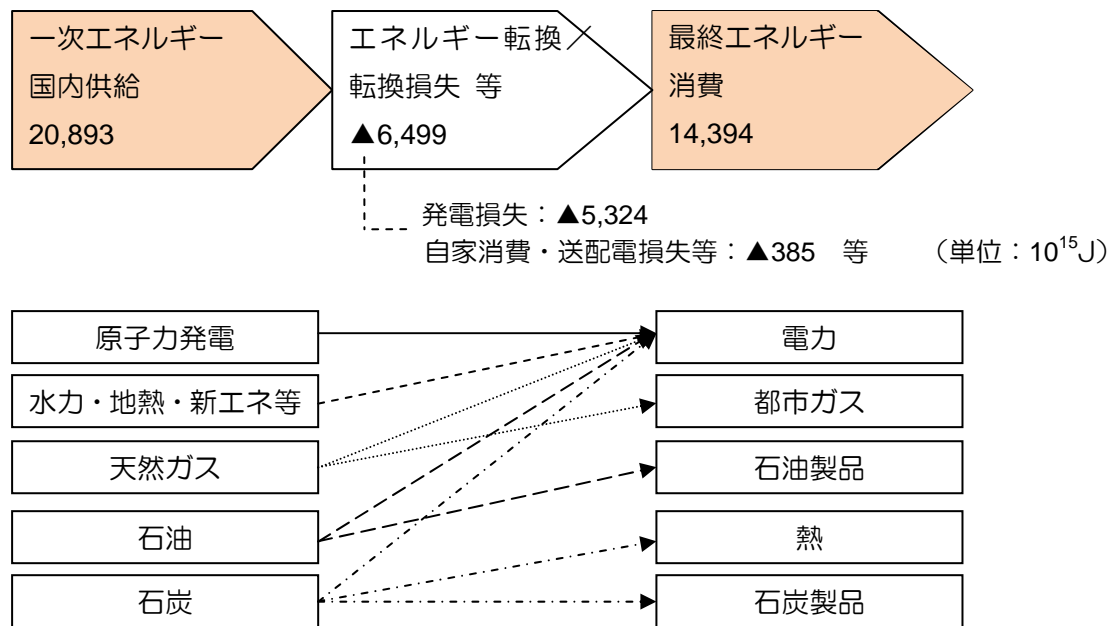 一次エネルギー
国内供給
20,893
エネルギー転換／
転換損失 等
▲6,499
最終エネルギー
消費
14,394
発電損失：▲5,324
自家消費・送配電損失等：▲385　等　（単位：10¹⁵J）
原子力発電
電力
水力・地熱・新エネ等
都市ガス
天然ガス
石油製品
石油
熱
石炭
石炭製品